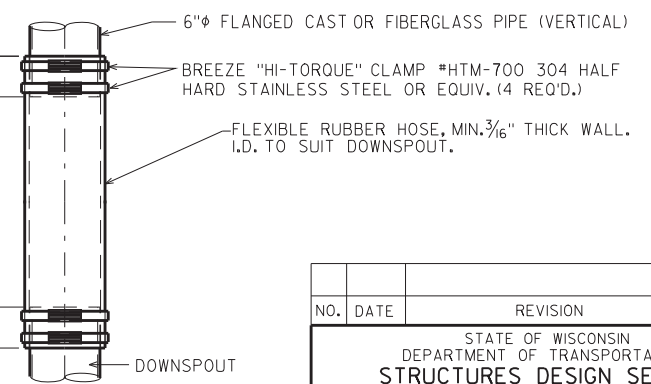 6"φ FLANGED CAST OR FIBERGLASS PIPE (VERTICAL)
BREEZE "HI-TORQUE" CLAMP #HTM-700 304 HALF
HARD STAINLESS STEEL OR EQUIV. (4 REQ'D.)
FLEXIBLE RUBBER HOSE, MIN. 3/16" THICK WALL.
I.D. TO SUIT DOWNSPOUT.
NO. DATE REVISION
STATE OF WISCONSIN
DEPARTMENT OF TRANSPORTA
STRUCTURES DESIGN SE
DOWNSPOUT